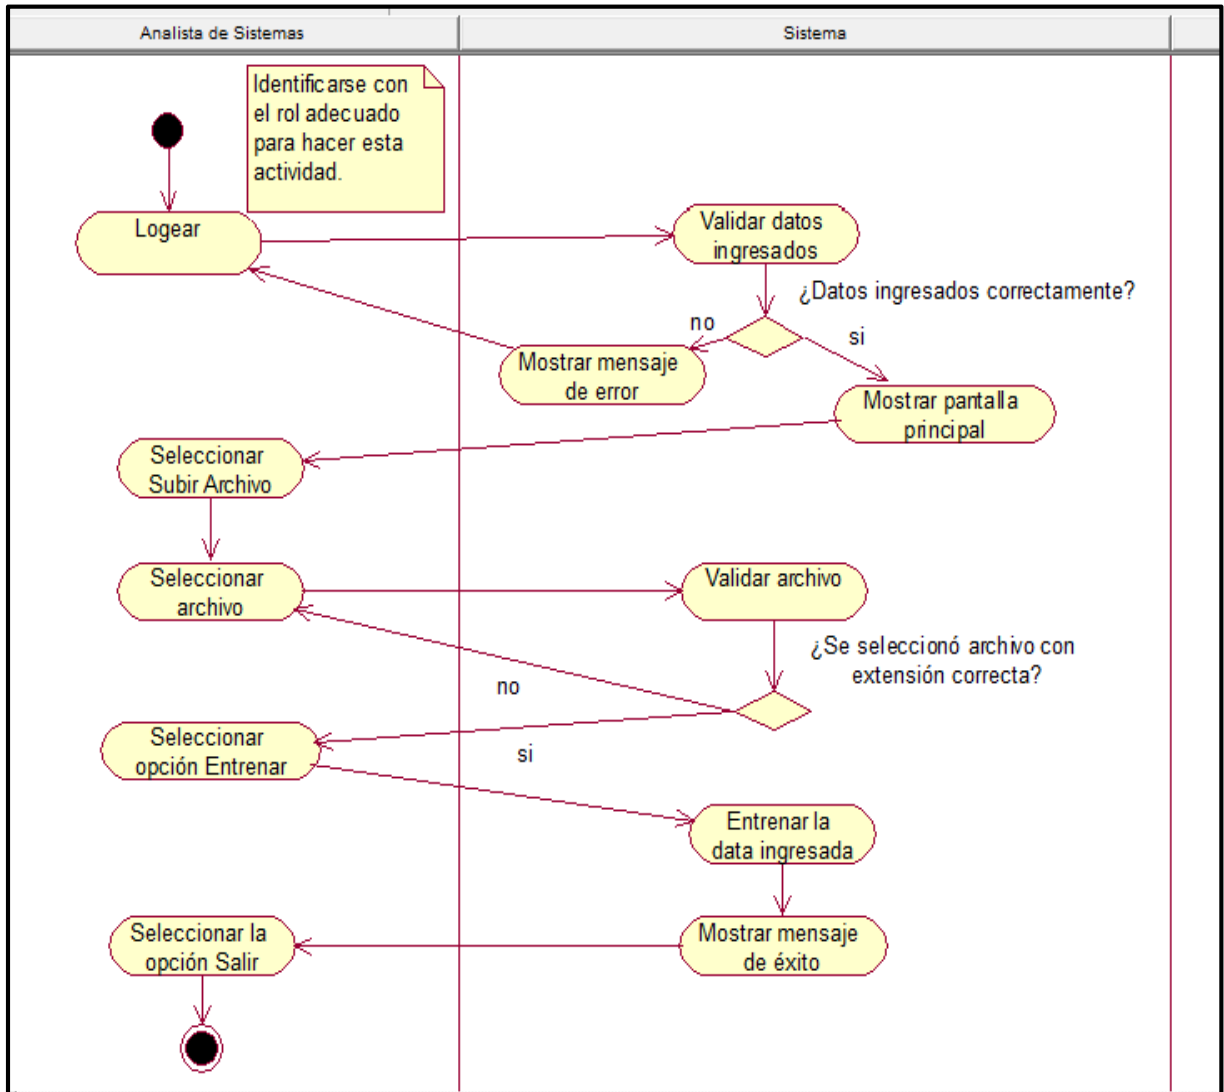 Analista de Sistemas
Sistema
Identificarse con
el rol adecuado
para hacer esta
actividad.
Logear
Validar datos
ingresados
¿Datos ingresados correctamente?
no
si
Mostrar mensaje
de error
Mostrar pantalla
principal
Seleccionar
Subir Archivo
Seleccionar
archivo
Validar archivo
¿Se seleccionó archivo con
extensión correcta?
no
si
Seleccionar
opción Entrenar
Entrenar la
data ingresada
Mostrar mensaje
de éxito
Seleccionar la
opción Salir